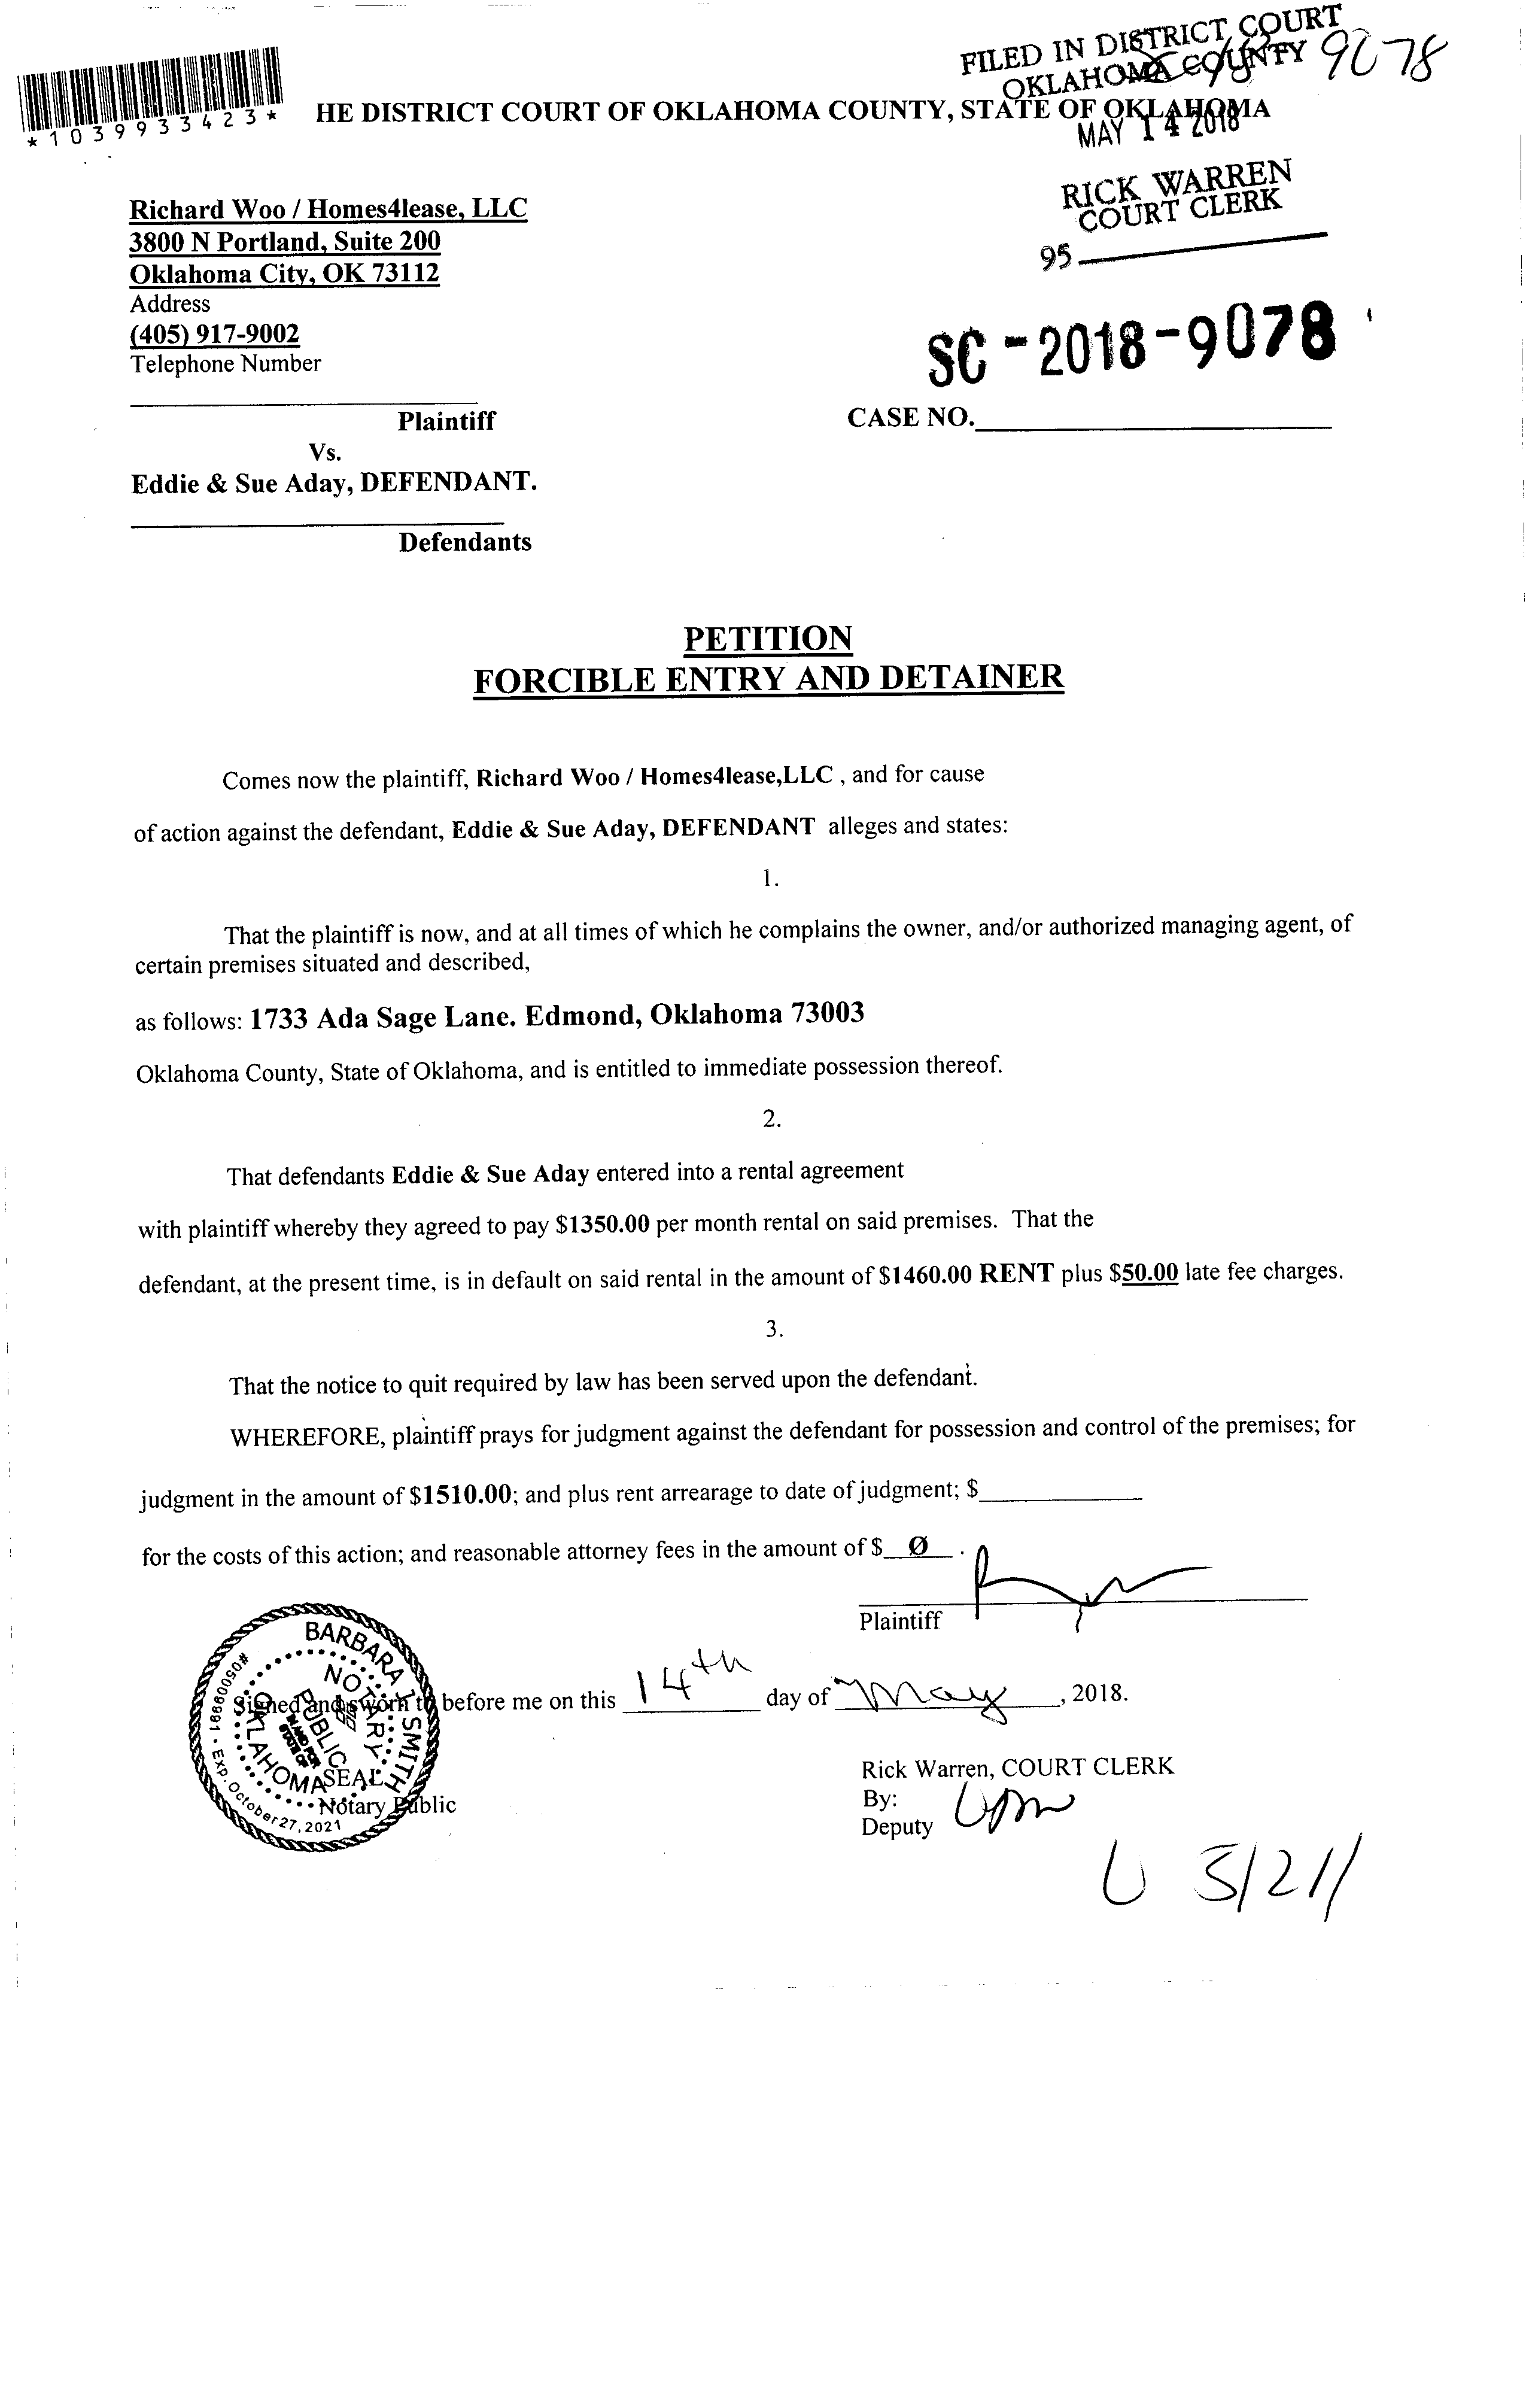 FILED IN DISTRICT COURT
OKLAHOMA COUNTY 9078
*1039933423*
HE DISTRICT COURT OF OKLAHOMA COUNTY, STATE OF OKLAHOMA
MAY 14 2018
RICK WARREN
COURT CLERK
95
Richard Woo / Homes4lease, LLC
3800 N Portland, Suite 200
Oklahoma City, OK 73112
Address
(405) 917-9002
Telephone Number
SC-2018-9078
Plaintiff
CASE NO.
Vs.
Eddie & Sue Aday, DEFENDANT.
Defendants
PETITION
FORCIBLE ENTRY AND DETAINER
Comes now the plaintiff, Richard Woo / Homes4lease,LLC , and for cause
of action against the defendant, Eddie & Sue Aday, DEFENDANT alleges and states:
1.
That the plaintiff is now, and at all times of which he complains the owner, and/or authorized managing agent, of
certain premises situated and described,
as follows: 1733 Ada Sage Lane. Edmond, Oklahoma 73003
Oklahoma County, State of Oklahoma, and is entitled to immediate possession thereof.
2.
That defendants Eddie & Sue Aday entered into a rental agreement
with plaintiff whereby they agreed to pay $1350.00 per month rental on said premises. That the
defendant, at the present time, is in default on said rental in the amount of $1460.00 RENT plus $50.00 late fee charges.
3.
That the notice to quit required by law has been served upon the defendant.
WHEREFORE, plaintiff prays for judgment against the defendant for possession and control of the premises; for
judgment in the amount of $1510.00; and plus rent arrearage to date of judgment; $
for the costs of this action; and reasonable attorney fees in the amount of $ Ø .
Plaintiff
Signed and sworn to before me on this 14th day of May, 2018.
BARBARA J SMITH
NOTARY PUBLIC
IN AND FOR
STATE OF
OKLAHOMA
#05009991 · Exp. October 27, 2021
SEAL
Notary Public
Rick Warren, COURT CLERK
By:
Deputy
5/21/